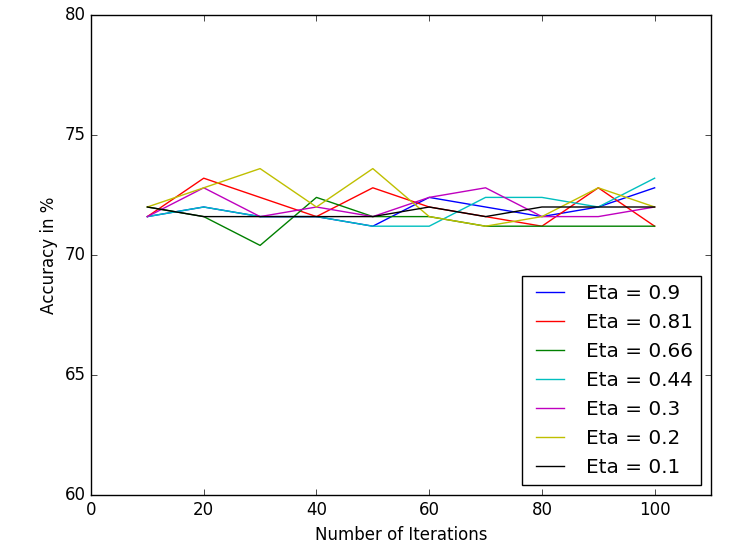 80
75
70
65
60
Accuracy in %
0
20
40
60
80
100
Number of Iterations
Eta = 0.9
Eta = 0.81
Eta = 0.66
Eta = 0.44
Eta = 0.3
Eta = 0.2
Eta = 0.1